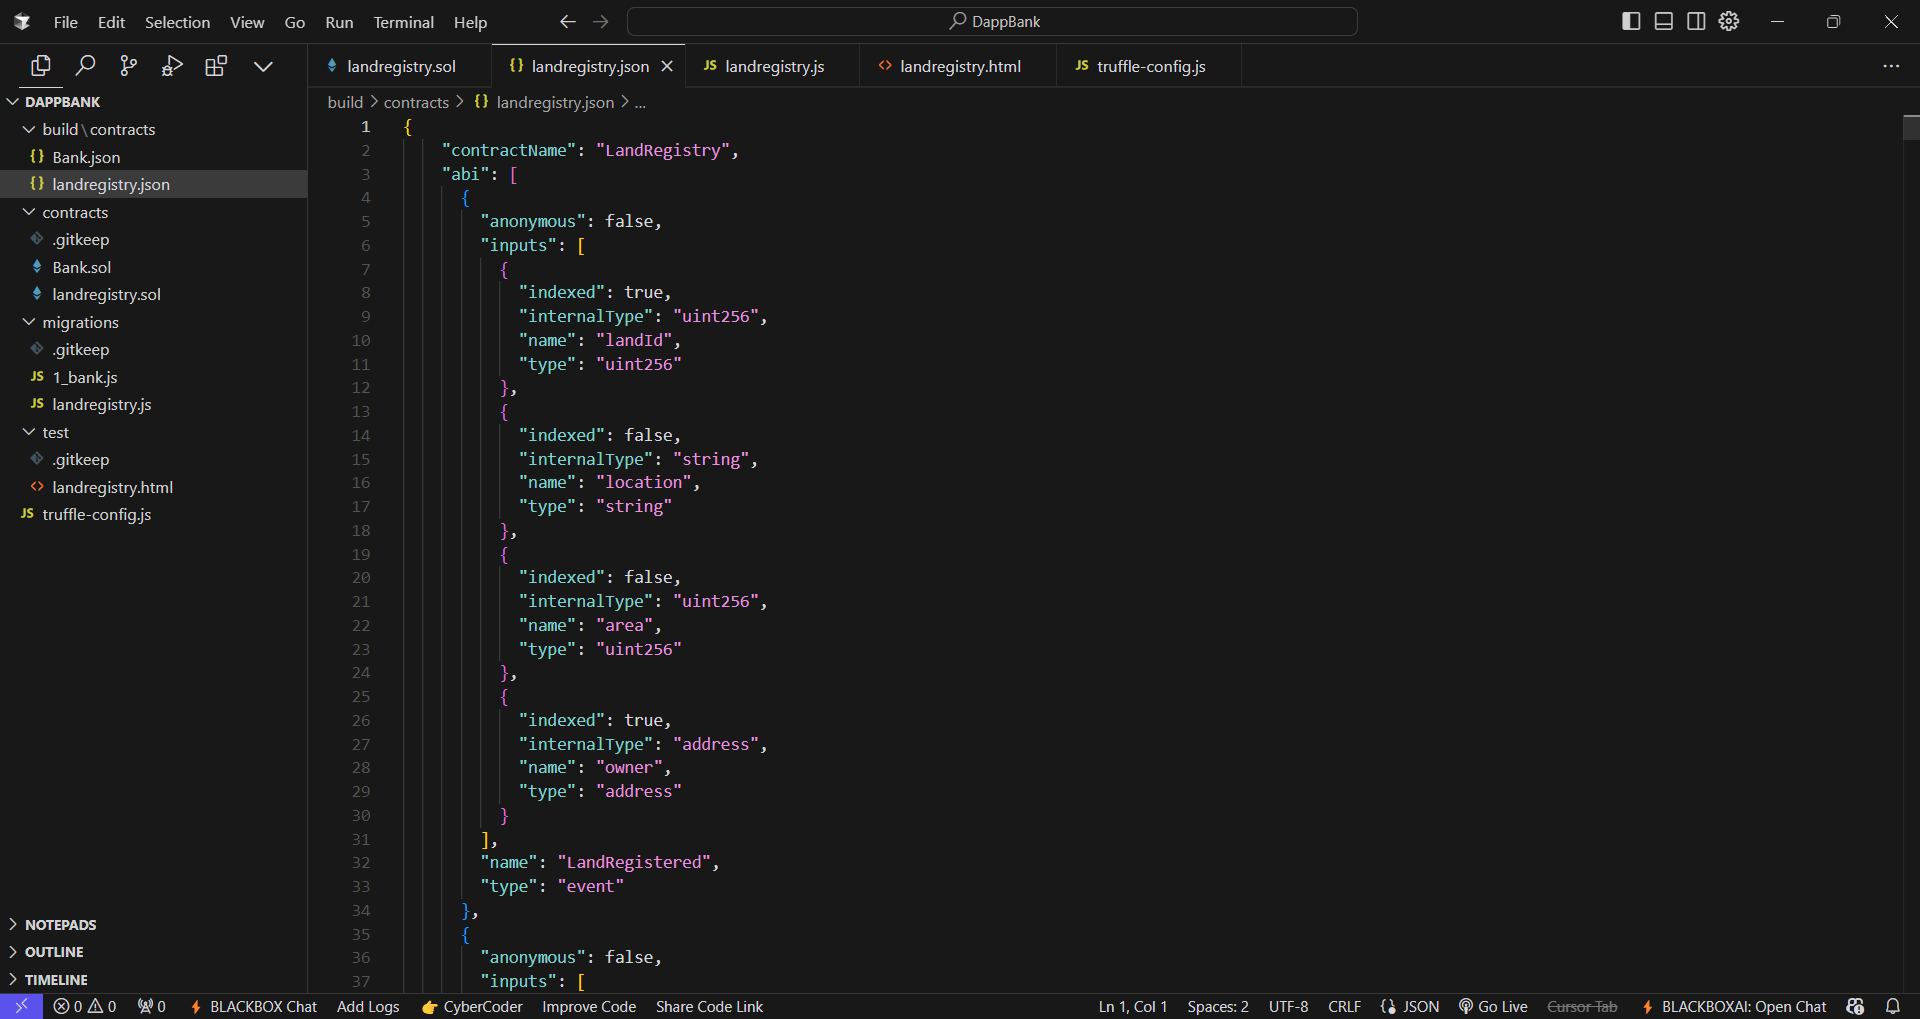 File Edit Selection View Go Run Terminal Help
DappBank
DAPPBANK
build\contracts
Bank.json
landregistry.json
contracts
.gitkeep
Bank.sol
landregistry.sol
migrations
.gitkeep
1_bank.js
landregistry.js
test
.gitkeep
landregistry.html
truffle-config.js
NOTEPADS
OUTLINE
TIMELINE
landregistry.sol {} landregistry.json JS landregistry.js <> landregistry.html JS truffle-config.js ...
build > contracts > {} landregistry.json > ...
1 {
2 "contractName": "LandRegistry",
3 "abi": [
4 {
5 "anonymous": false,
6 "inputs": [
7 {
8 "indexed": true,
9 "internalType": "uint256",
10 "name": "landId",
11 "type": "uint256"
12 },
13 {
14 "indexed": false,
15 "internalType": "string",
16 "name": "location",
17 "type": "string"
18 },
19 {
20 "indexed": false,
21 "internalType": "uint256",
22 "name": "area",
23 "type": "uint256"
24 },
25 {
26 "indexed": true,
27 "internalType": "address",
28 "name": "owner",
29 "type": "address"
30 }
31 ],
32 "name": "LandRegistered",
33 "type": "event"
34 },
35 {
36 "anonymous": false,
37 "inputs": [
0 0 0 BLACKBOX Chat Add Logs CyberCoder Improve Code Share Code Link Ln 1, Col 1 Spaces: 2 UTF-8 CRLF {} JSON Go Live Cursor Tab BLACKBOXAI: Open Chat